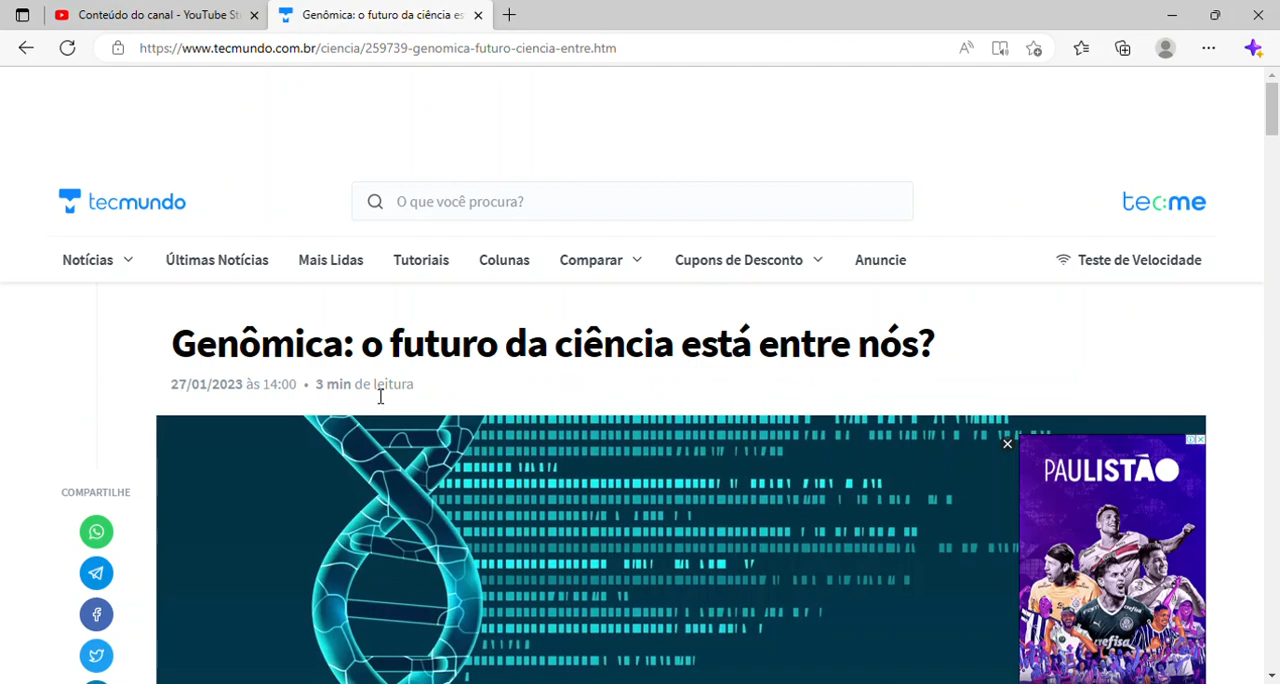 Conteúdo do canal - YouTube St
Genômica: o futuro da ciência es
https://www.tecmundo.com.br/ciencia/259739-genomica-futuro-ciencia-entre.htm
tecmundo
O que você procura?
tec:me
Notícias
Últimas Notícias
Mais Lidas
Tutoriais
Colunas
Comparar
Cupons de Desconto
Anuncie
Teste de Velocidade
Genômica: o futuro da ciência está entre nós?
27/01/2023 às 14:00 • 3 min de leitura
COMPARTILHE
PAULISTÃO
crefisa